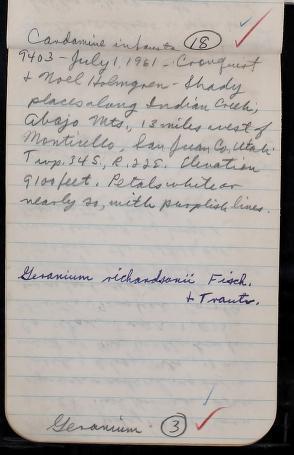 Cardamine infausta 18
9403 - July 1, 1961 - Cronquist
& Noel Holmgren - Shady
places along Indian Creek,
Abajo Mts., 13 miles west of
Monticello, San Juan Co., Utah.
Twp. 34 S., R. 22 S. Elevation
9100 feet. Petals white or
nearly so, with purplish lines.
Geranium richardsonii Fisch.
& Trautv.
Geranium. 3